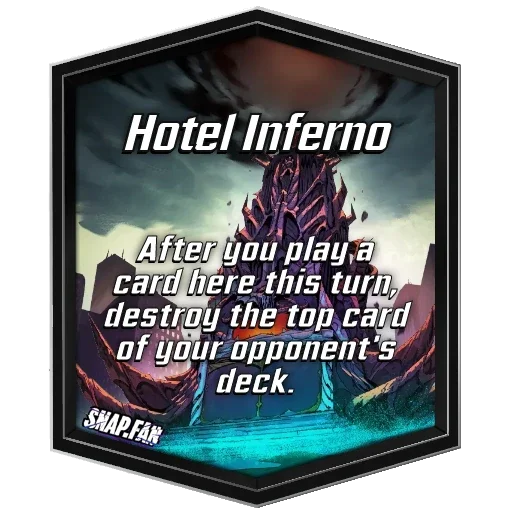 Hotel Inferno
After you play a
card here this turn,
destroy the top card
of your opponent's
deck.
SNAP.FAN